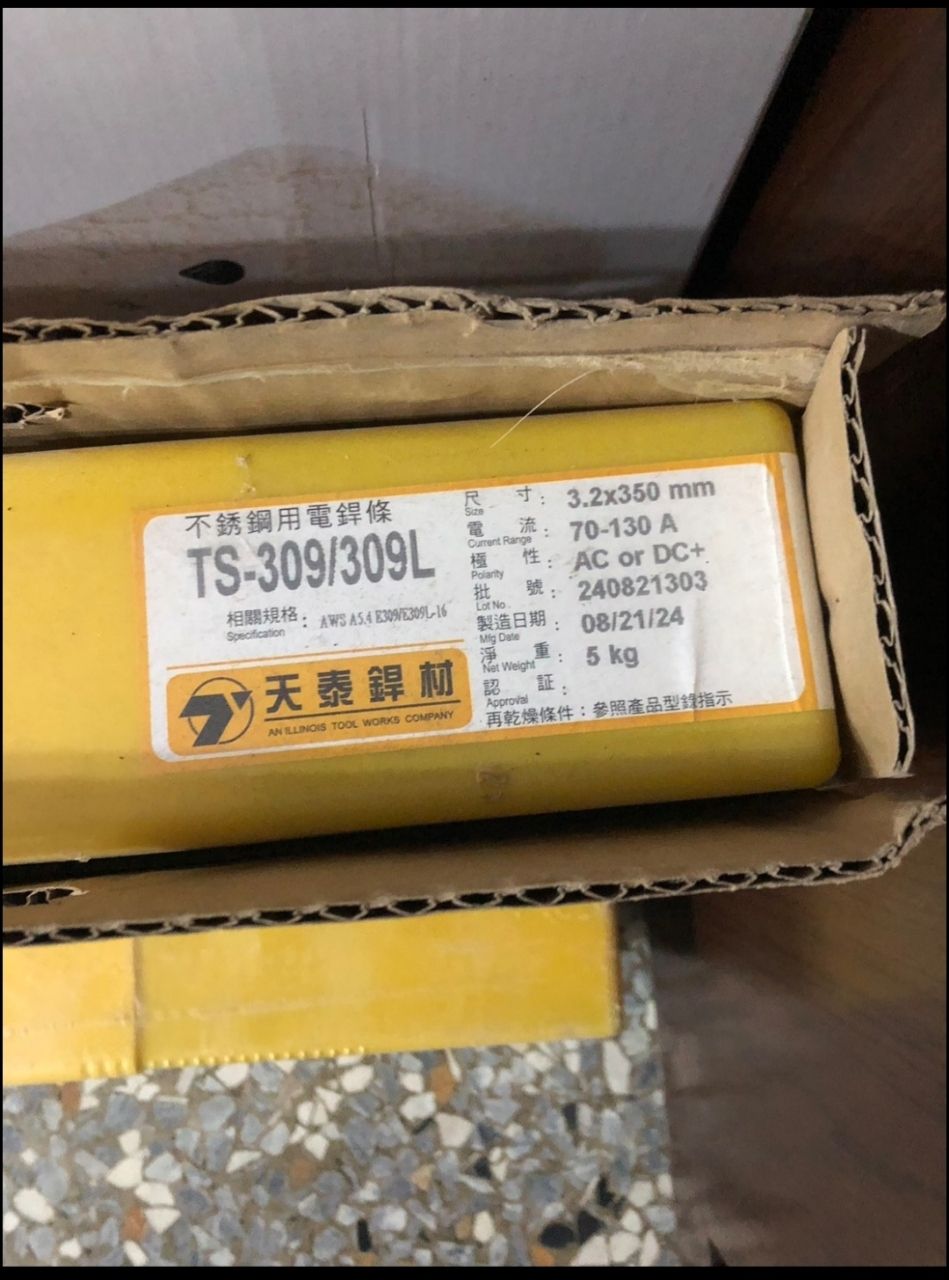 不銹鋼用電銲條
TS-309/309L
相關規格： AWS A5.4 E309/E309L-16
Specification
天泰銲材
AN ILLINOIS TOOL WORKS COMPANY
尺 寸： 3.2x350 mm
Size
電 流： 70-130 A
Current Range
極 性： AC or DC+
Polarity
批 號： 240821303
Lot No.
製造日期： 08/21/24
Mfg Date
淨 重： 5 kg
Net Weight
認 証：
Approval
再乾燥條件：參照產品型錄指示